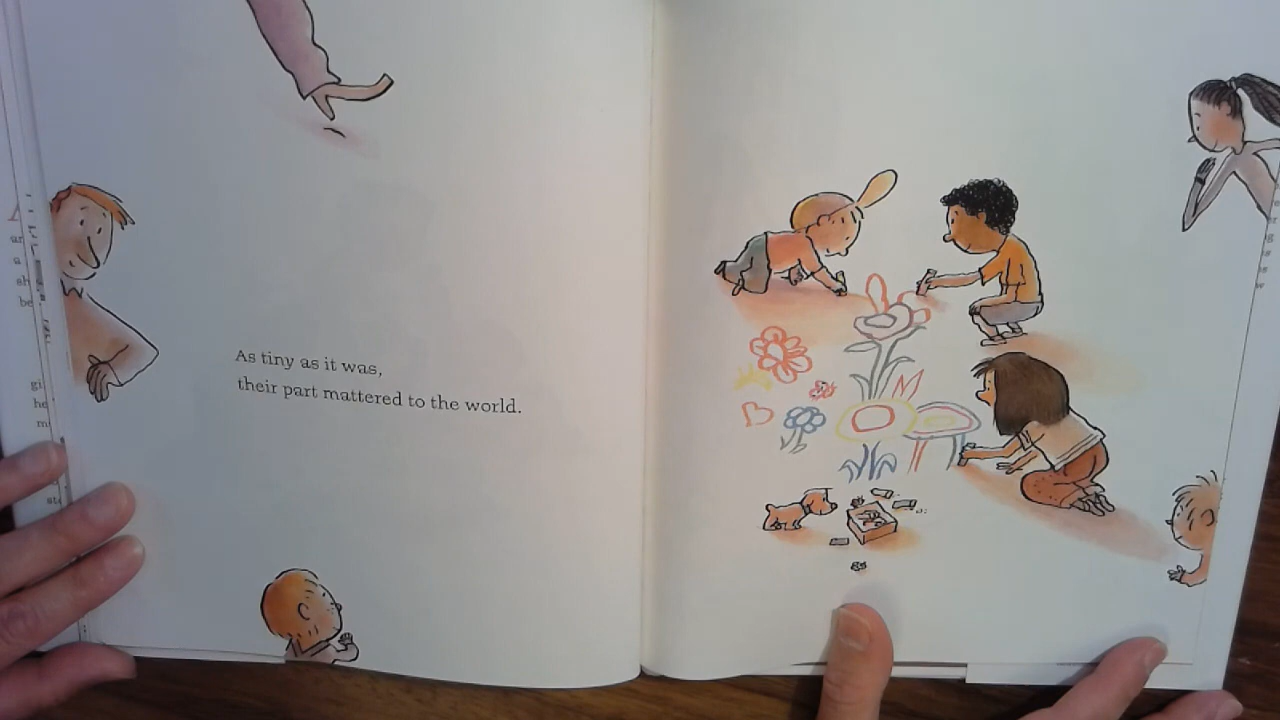 As tiny as it was,
their part mattered to the world.